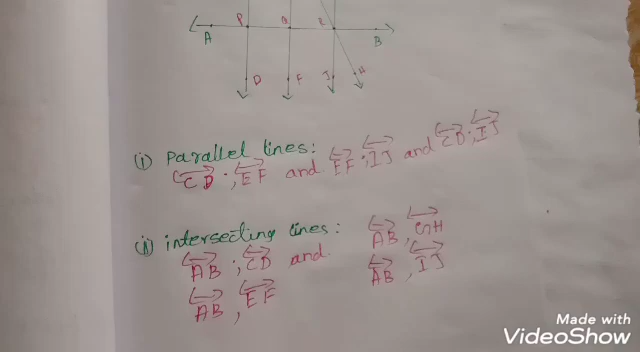 P Q R
A B
D F J H
(i) Parallel lines:
CD ; EF and EF ; IJ and CD ; IJ
(ii) intersecting lines: AB, GH
AB ; CD and AB, IJ
AB, EF
Made with
VideoShow